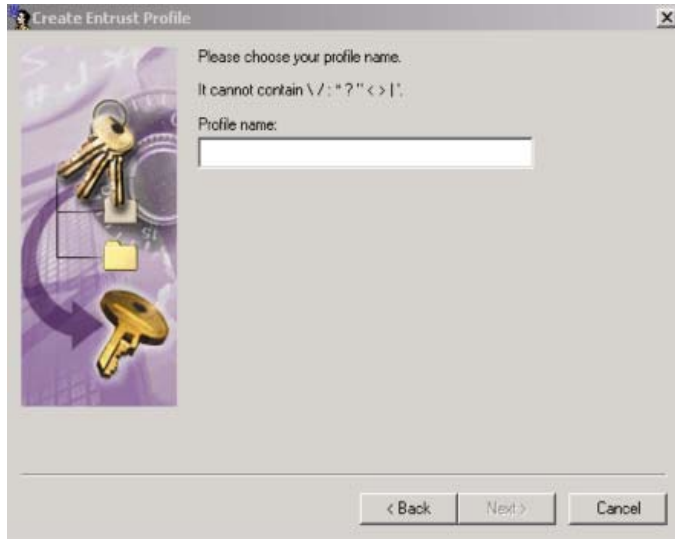 Create Entrust Profile
Please choose your profile name.
It cannot contain \ / : * ? " < > | '.
Profile name:
< Back Next > Cancel